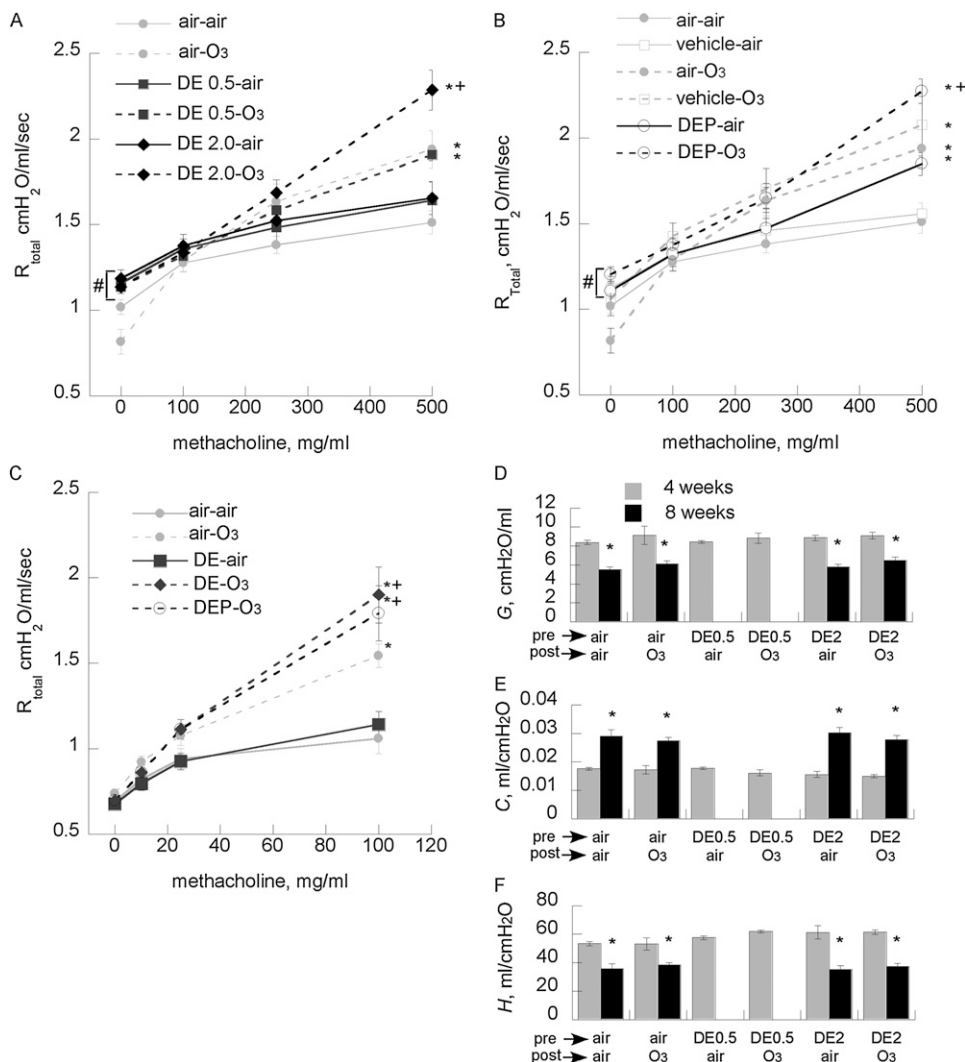 A
air-air
air-O3
DE 0.5-air
DE 0.5-O3
DE 2.0-air
DE 2.0-O3
2.5
2
1.5
1
0.5
R total cmH2O/ml/sec
*+
*
*
#
0 100 200 300 400 500
methacholine, mg/ml
B
air-air
vehicle-air
air-O3
vehicle-O3
DEP-air
DEP-O3
2.5
2
1.5
1
0.5
R Total, cmH2O/ml/sec
*+
*
*
*
#
0 100 200 300 400 500
methacholine, mg/ml
C
air-air
air-O3
DE-air
DE-O3
DEP-O3
2.5
2
1.5
1
0.5
R total cmH2O/ml/sec
*+
*+
*
0 20 40 60 80 100 120
methacholine, mg/ml
D
4 weeks
8 weeks
12
10
8
6
4
2
0
G, cmH2O/ml
* * * *
pre air air DE0.5 DE0.5 DE2 DE2
post air O3 air O3 air O3
E
0.04
0.03
0.02
0.01
0
C, ml/cmH2O
* * * *
pre air air DE0.5 DE0.5 DE2 DE2
post air O3 air O3 air O3
F
80
60
40
20
0
H, ml/cmH2O
* * * *
pre air air DE0.5 DE0.5 DE2 DE2
post air O3 air O3 air O3